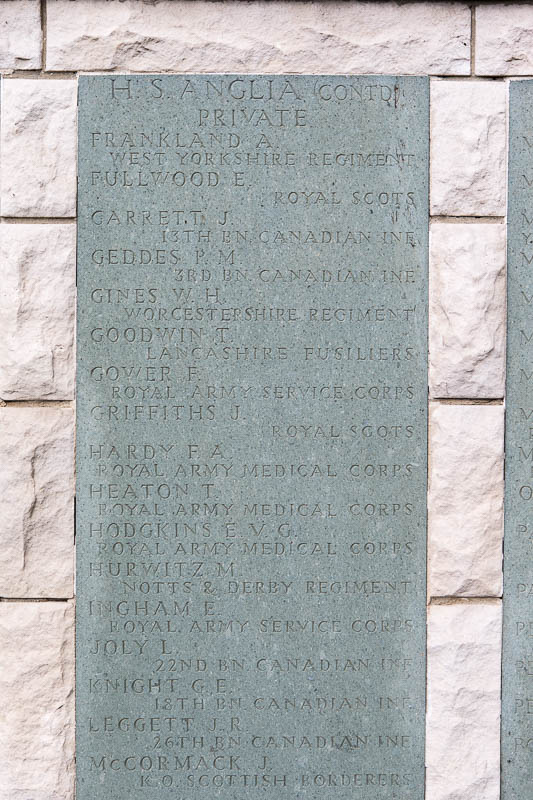 H. S. ANGLIA (CONTD)
PRIVATE
FRANKLAND A.
WEST YORKSHIRE REGIMENT
FULLWOOD E.
ROYAL SCOTS
GARRETT J.
13TH BN. CANADIAN INF.
GEDDES P. M.
3RD BN. CANADIAN INF.
GINES W. H.
WORCESTERSHIRE REGIMENT
GOODWIN T.
LANCASHIRE FUSILIERS
GOWER F.
ROYAL ARMY SERVICE CORPS
GRIFFITHS J.
ROYAL SCOTS
HARDY F. A.
ROYAL ARMY MEDICAL CORPS
HEATON T.
ROYAL ARMY MEDICAL CORPS
HODGKINS E. V. G.
ROYAL ARMY MEDICAL CORPS
HURWITZ M.
NOTTS & DERBY REGIMENT
INGHAM E.
ROYAL ARMY SERVICE CORPS
JOLY L.
22ND BN. CANADIAN INF.
KNIGHT G. E.
18TH BN. CANADIAN INF.
LEGGETT J. R.
26TH BN. CANADIAN INF.
MCCORMACK J.
K. O. SCOTTISH BORDERERS